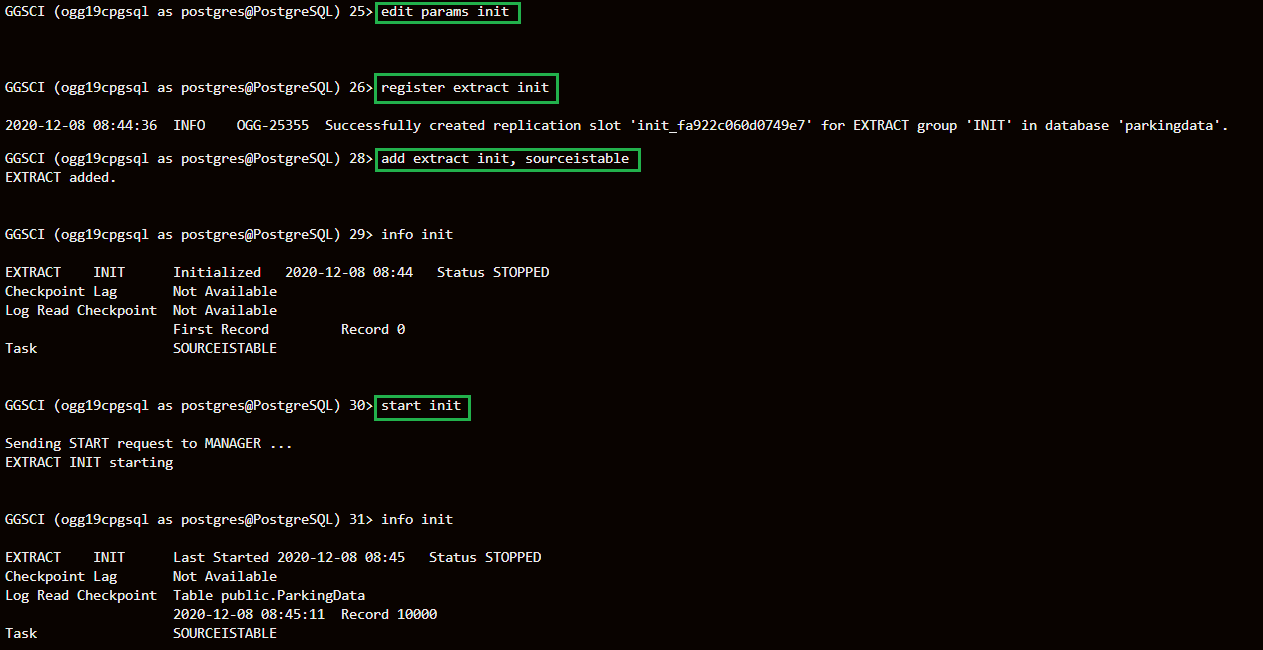 GGSCI (ogg19cpgsql as postgres@PostgreSQL) 25> edit params init
GGSCI (ogg19cpgsql as postgres@PostgreSQL) 26> register extract init
2020-12-08 08:44:36  INFO    OGG-25355  Successfully created replication slot 'init_fa922c060d0749e7' for EXTRACT group 'INIT' in database 'parkingdata'.
GGSCI (ogg19cpgsql as postgres@PostgreSQL) 28> add extract init, sourceistable
EXTRACT added.
GGSCI (ogg19cpgsql as postgres@PostgreSQL) 29> info init
EXTRACT    INIT      Initialized   2020-12-08 08:44   Status STOPPED
Checkpoint Lag       Not Available
Log Read Checkpoint  Not Available
                     First Record         Record 0
Task                 SOURCEISTABLE
GGSCI (ogg19cpgsql as postgres@PostgreSQL) 30> start init
Sending START request to MANAGER ...
EXTRACT INIT starting
GGSCI (ogg19cpgsql as postgres@PostgreSQL) 31> info init
EXTRACT    INIT      Last Started 2020-12-08 08:45   Status STOPPED
Checkpoint Lag       Not Available
Log Read Checkpoint  Table public.ParkingData
                     2020-12-08 08:45:11  Record 10000
Task                 SOURCEISTABLE